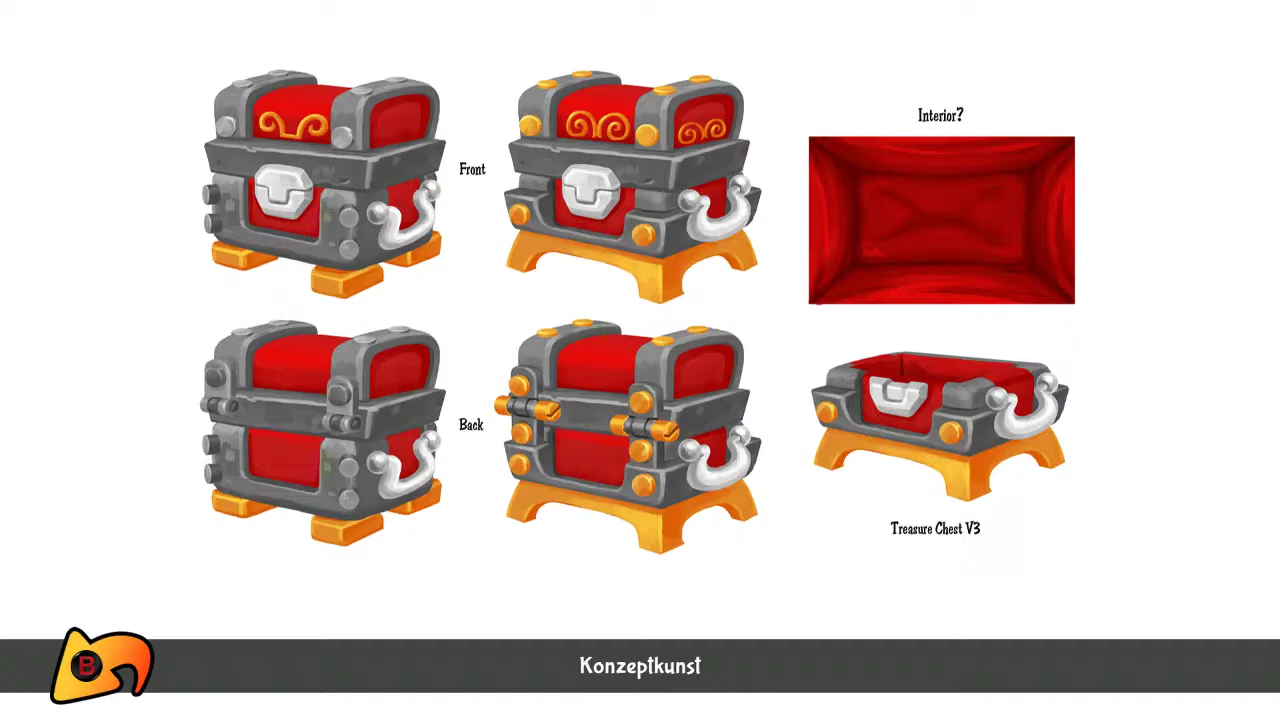 Interior?
Front
Back
Treasure Chest V3
B
Konzeptkunst